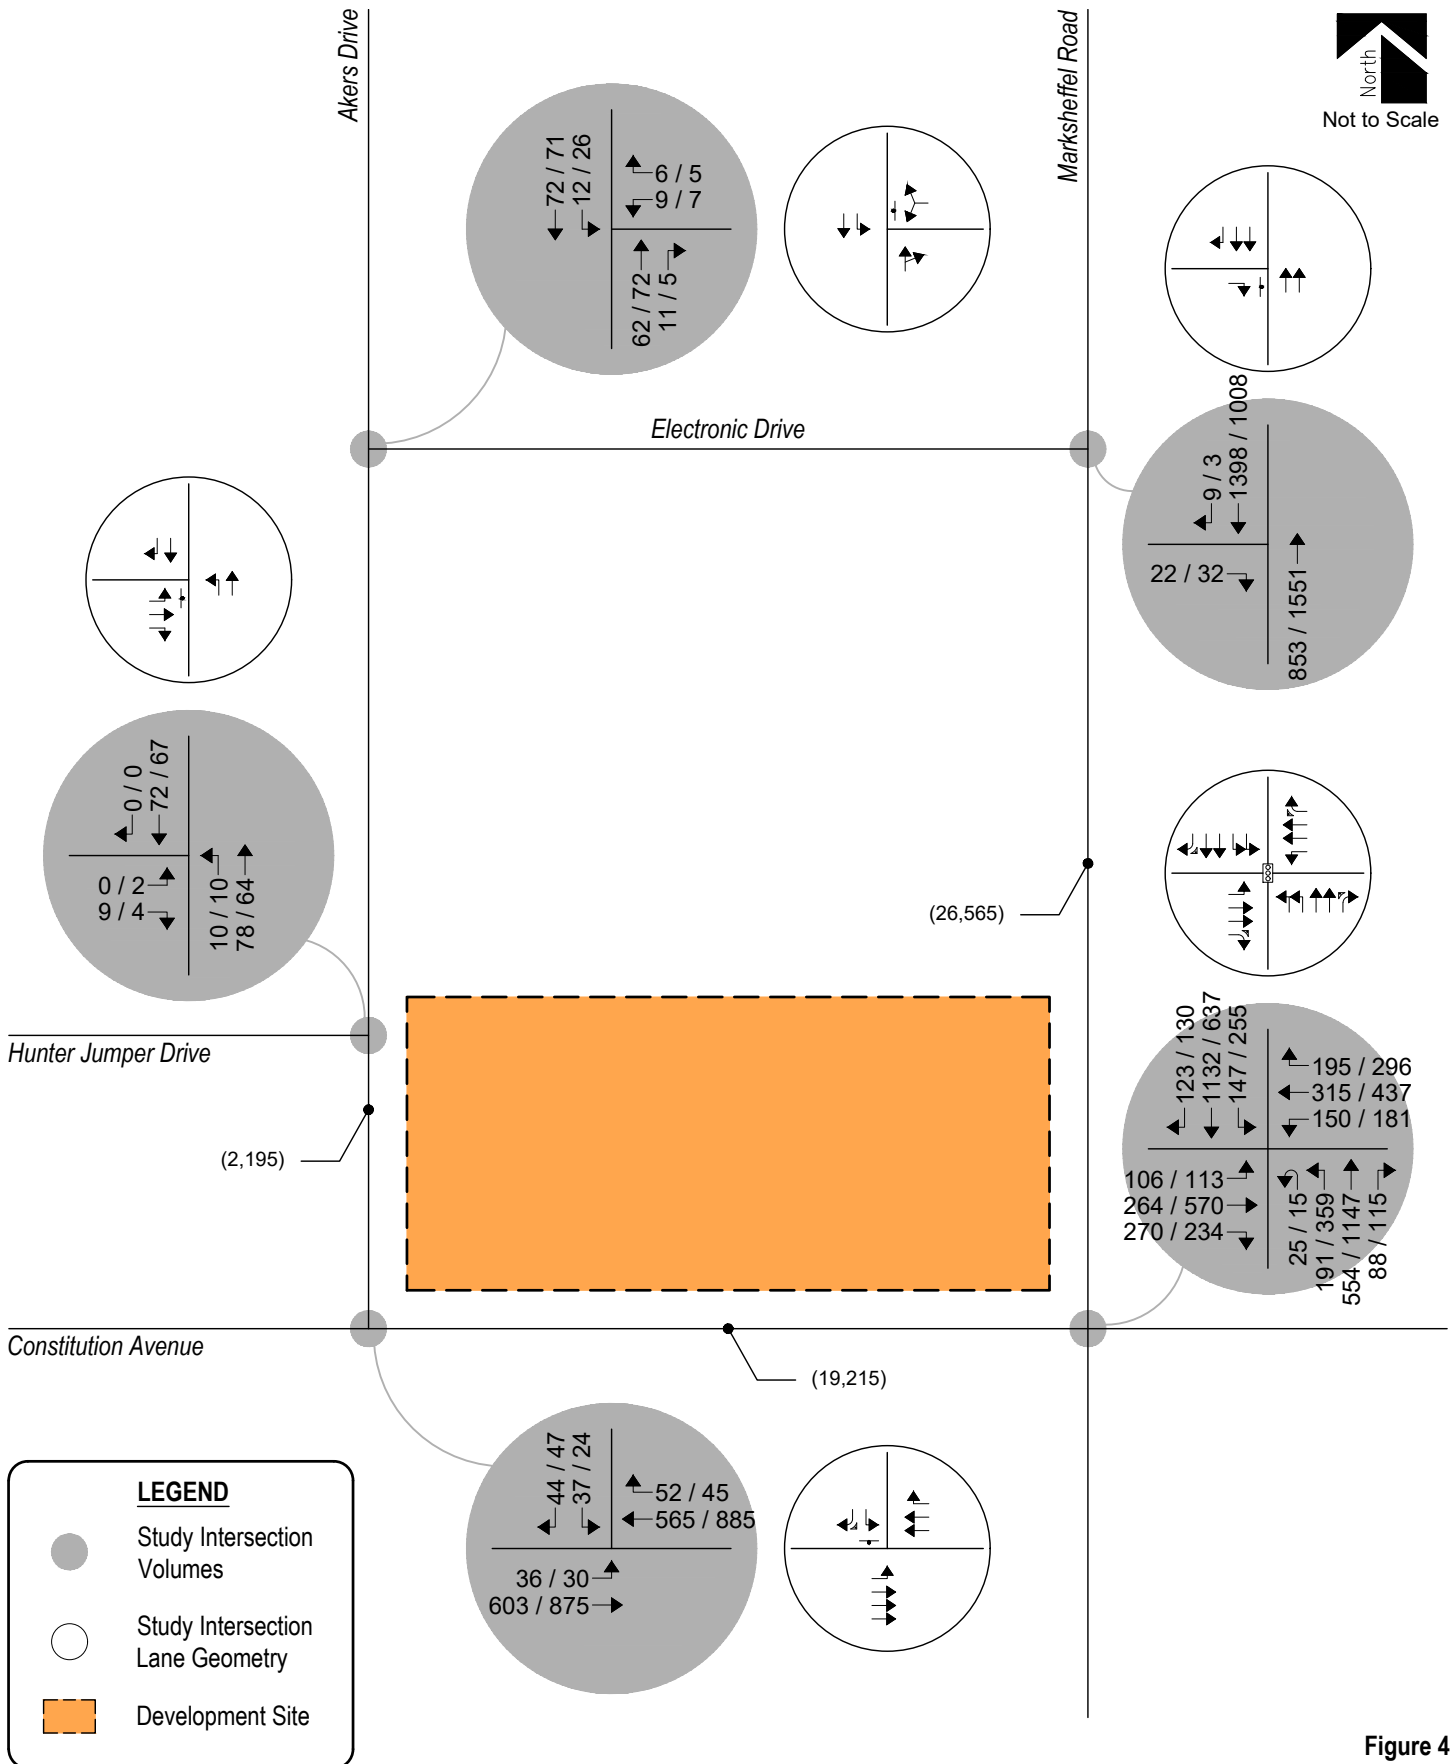 Akers Drive
Marksheffel Road
North
Not to Scale
72 / 71
12 / 26
6 / 5
9 / 7
62 / 72
11 / 5
Electronic Drive
9 / 3
1398 / 1008
22 / 32
853 / 1551
0 / 0
72 / 67
0 / 2
9 / 4
10 / 10
78 / 64
Hunter Jumper Drive
(26,565)
(2,195)
123 / 130
1132 / 637
147 / 255
195 / 296
315 / 437
150 / 181
106 / 113
264 / 570
270 / 234
25 / 15
191 / 359
554 / 1147
88 / 115
Constitution Avenue
(19,215)
44 / 47
37 / 24
52 / 45
565 / 885
36 / 30
603 / 875
LEGEND
Study Intersection
Volumes
Study Intersection
Lane Geometry
Development Site
Figure 4